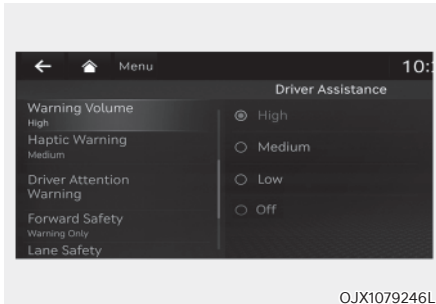 Menu
10:
Driver Assistance
Warning Volume
High
Haptic Warning
Medium
Driver Attention
Warning
Forward Safety
Warning Only
Lane Safety
High
Medium
Low
Off
OJX1079246L